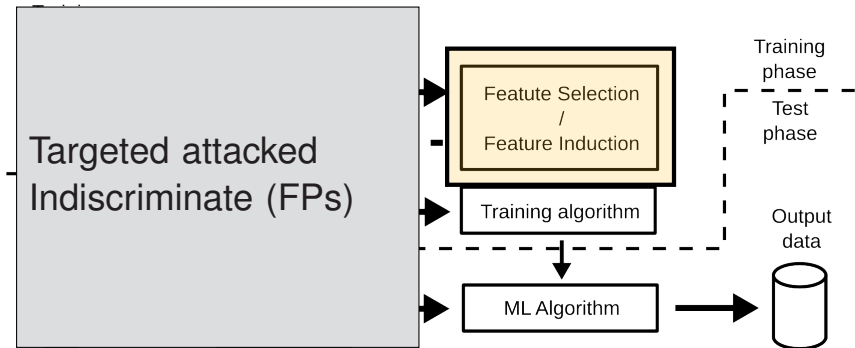 Targeted attacked
Indiscriminate (FPs)
Featute Selection
/
Feature Induction
Training algorithm
ML Algorithm
Training
phase
Test
phase
Output
data